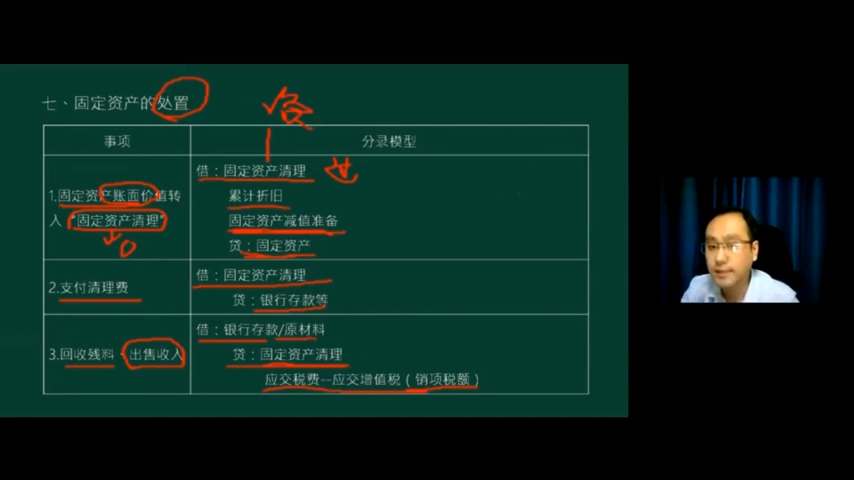 七、固定资产的处置
事项
分录模型
1.固定资产账面价值转
入“固定资产清理”
借：固定资产清理
累计折旧
固定资产减值准备
贷：固定资产
2.支付清理费
借：固定资产清理
贷：银行存款等
3.回收残料、出售收入
借：银行存款/原材料
贷：固定资产清理
应交税费--应交增值税（销项税额）